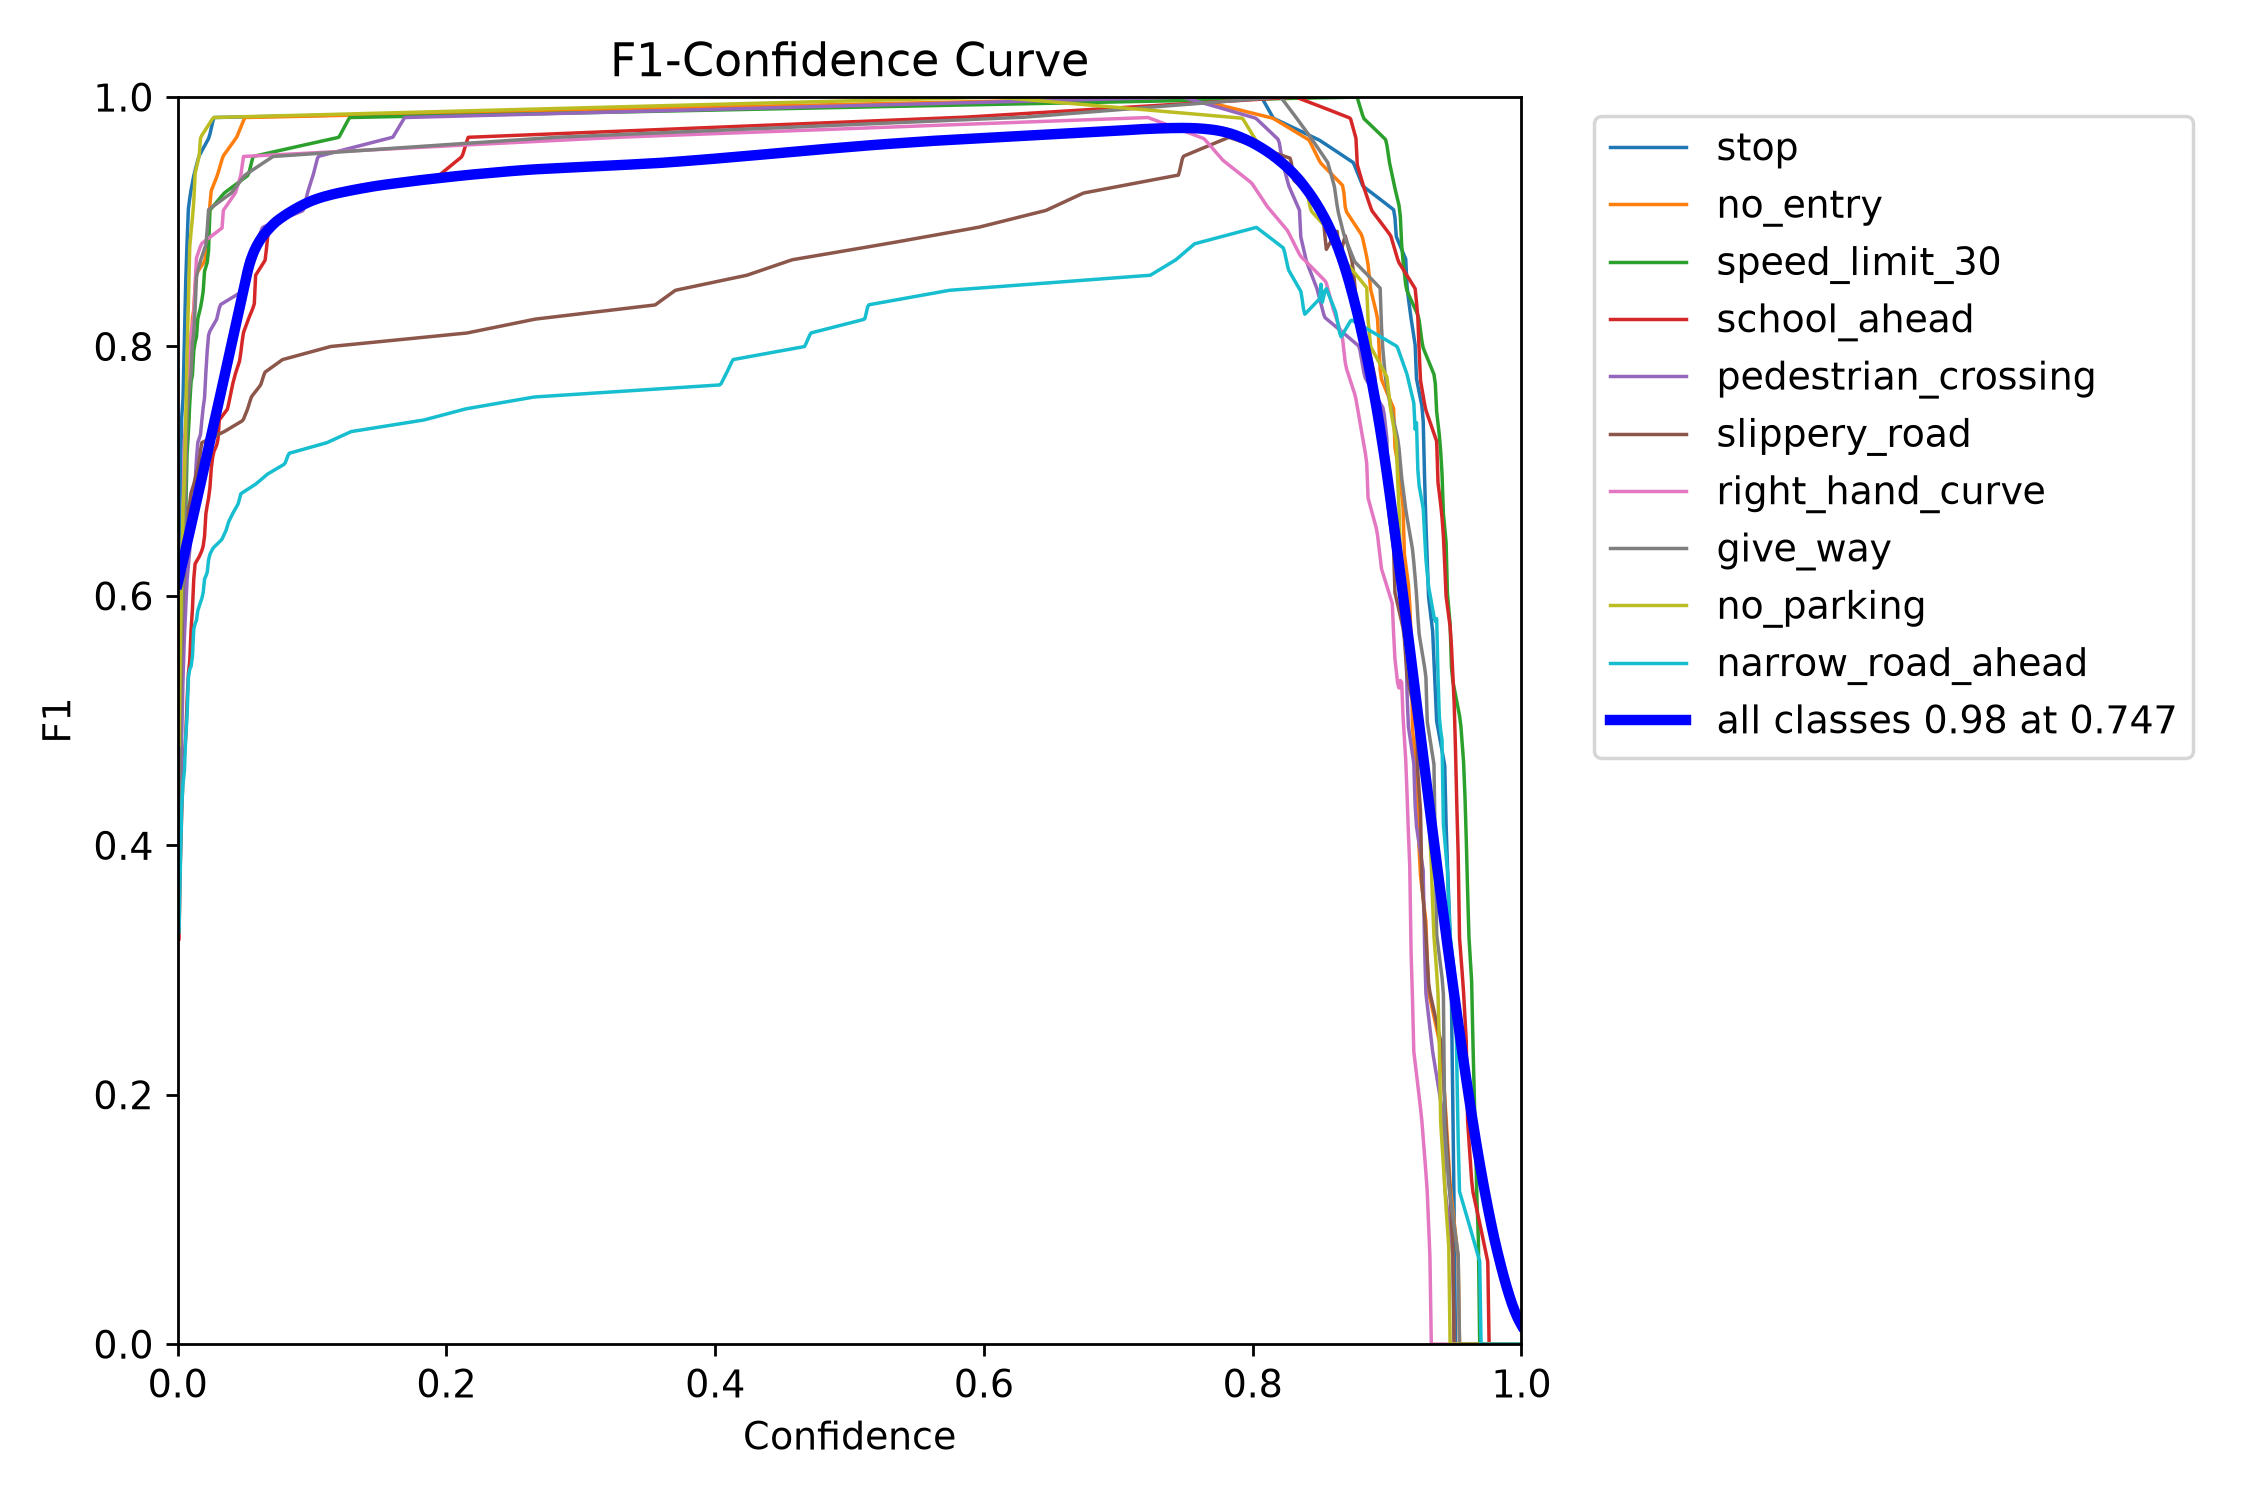 F1-Confidence Curve
1.0
0.8
0.6
0.4
0.2
0.0
F1
0.0 0.2 0.4 0.6 0.8 1.0
Confidence
stop
no_entry
speed_limit_30
school_ahead
pedestrian_crossing
slippery_road
right_hand_curve
give_way
no_parking
narrow_road_ahead
all classes 0.98 at 0.747